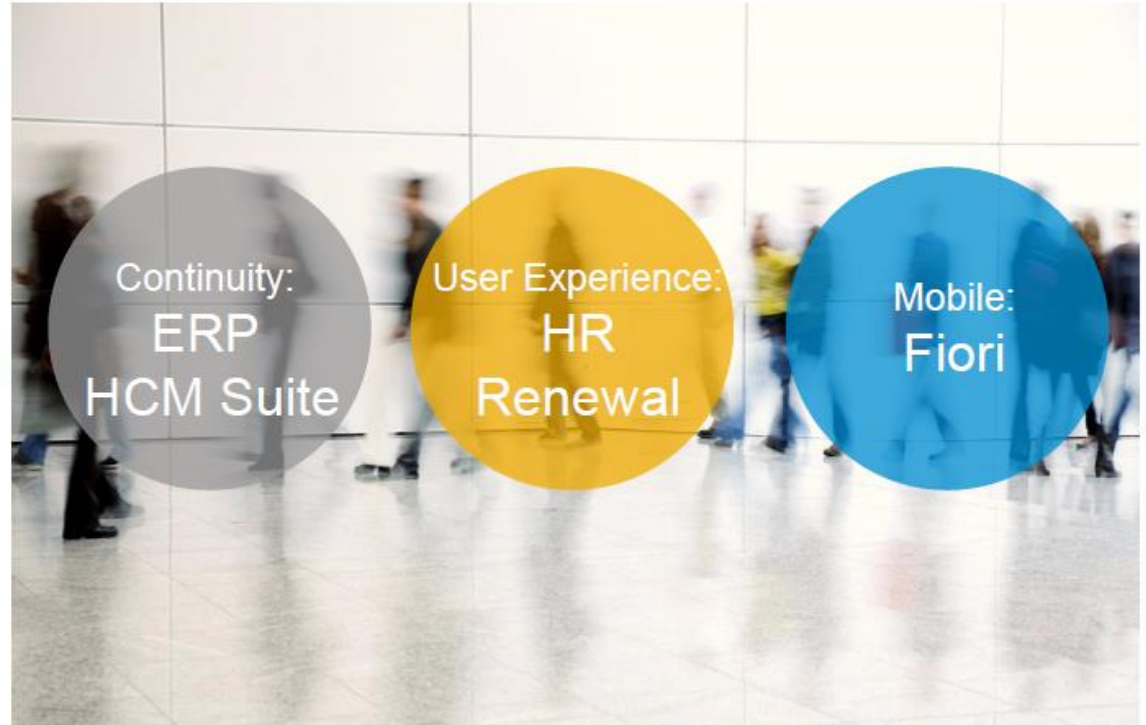 Continuity:
ERP
HCM Suite
User Experience:
HR
Renewal
Mobile:
Fiori